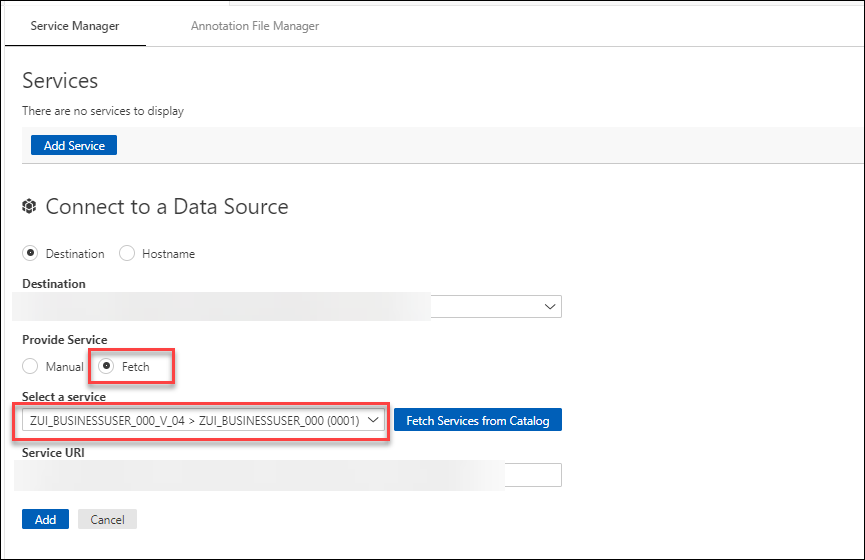 Service Manager Annotation File Manager
Services
There are no services to display
Add Service
Connect to a Data Source
Destination Hostname
Destination
Provide Service
Manual Fetch
Select a service
ZUI_BUSINESSUSER_000_V_04 > ZUI_BUSINESSUSER_000 (0001) Fetch Services from Catalog
Service URI
Add Cancel